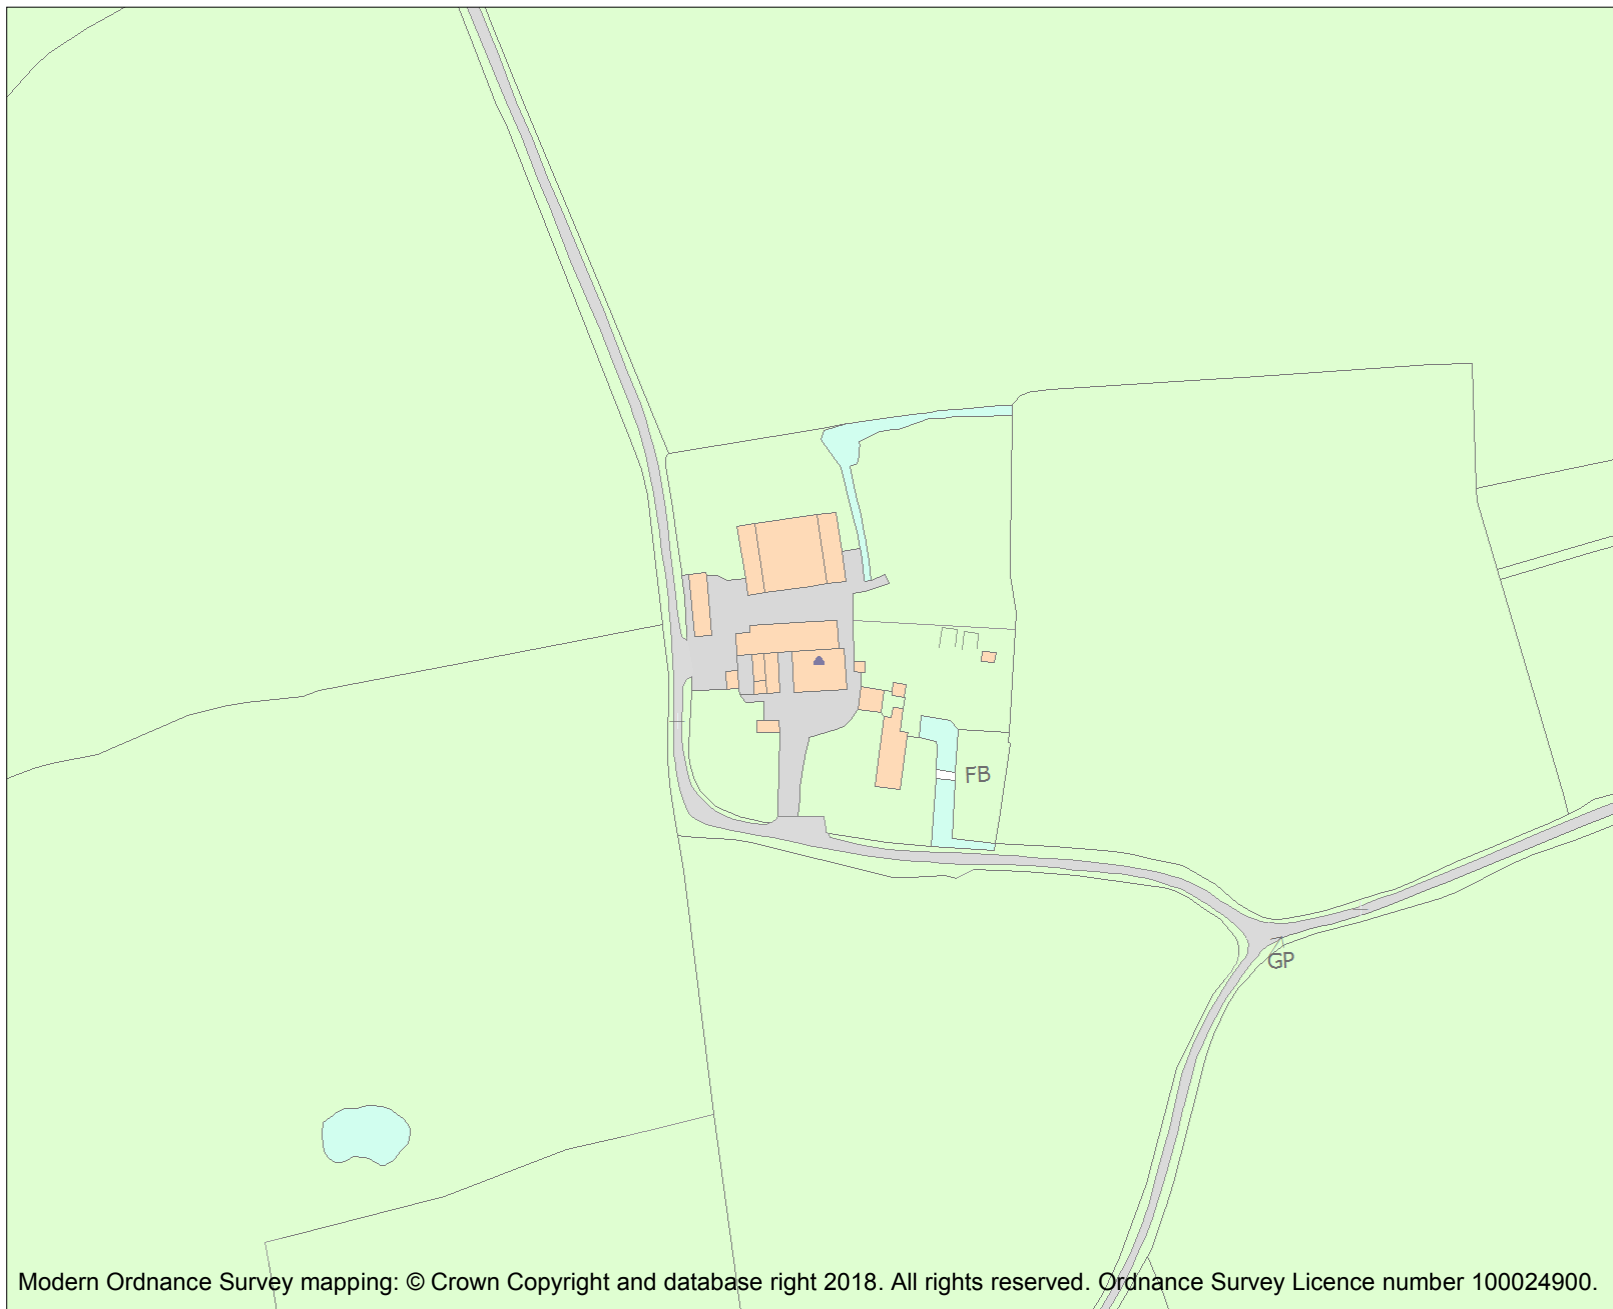 FB
GP
Modern Ordnance Survey mapping: © Crown Copyright and database right 2018. All rights reserved. Ordnance Survey Licence number 100024900.